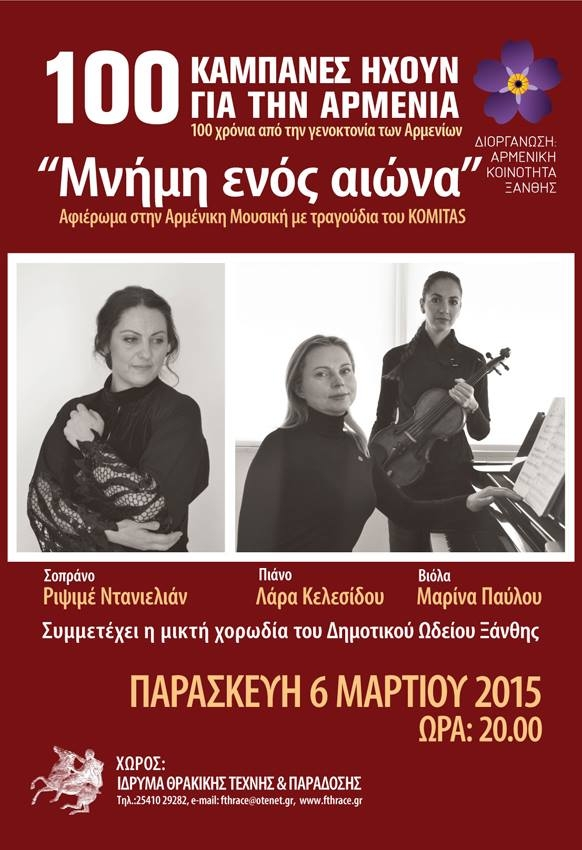 100 ΚΑΜΠΑΝΕΣ ΗΧΟΥΝ
ΓΙΑ ΤΗΝ ΑΡΜΕΝΙΑ
100 χρόνια από την γενοκτονία των Αρμενίων
ΔΙΟΡΓΑΝΩΣΗ:
ΑΡΜΕΝΙΚΗ
ΚΟΙΝΟΤΗΤΑ
ΞΑΝΘΗΣ
“Μνήμη ενός αιώνα”
Αφιέρωμα στην Αρμένικη Μουσική με τραγούδια του KOMITAS
Σοπράνο
Ριψιμέ Ντανιελιάν
Πιάνο
Λάρα Κελεσίδου
Βιόλα
Μαρίνα Παύλου
Συμμετέχει η μικτή χορωδία του Δημοτικού Ωδείου Ξάνθης
ΠΑΡΑΣΚΕΥΗ 6 ΜΑΡΤΙΟΥ 2015
ΩΡΑ: 20.00
ΧΩΡΟΣ:
ΙΔΡΥΜΑ ΘΡΑΚΙΚΗΣ ΤΕΧΝΗΣ & ΠΑΡΑΔΟΣΗΣ
Τηλ.:25410 29282, e-mail: fthrace@otenet.gr, www.fthrace.gr